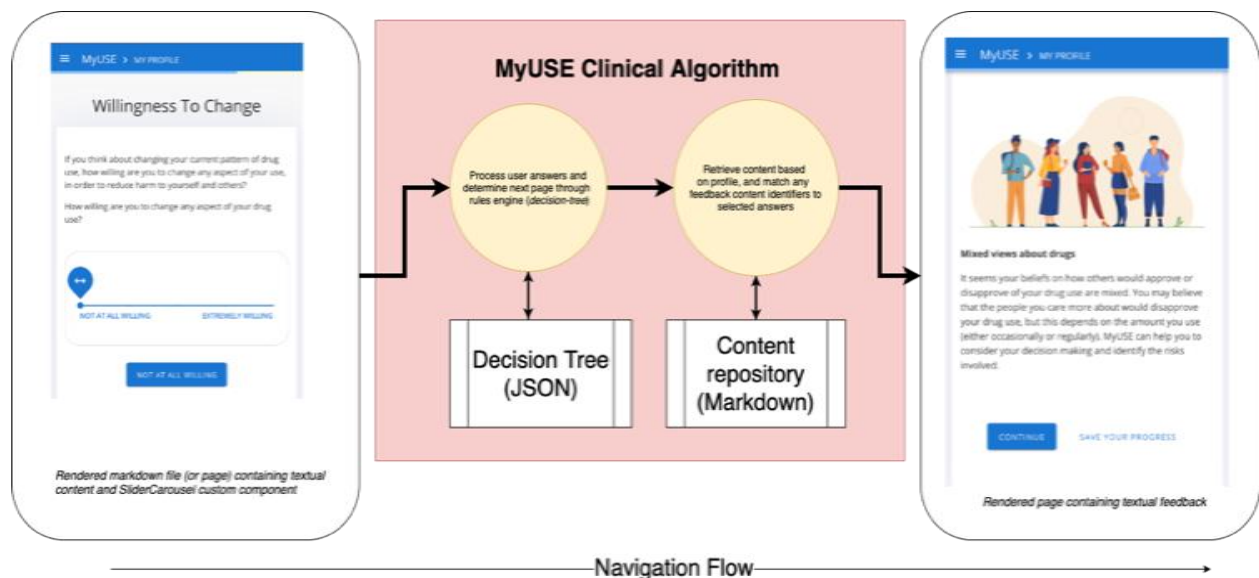 MyUSE > MY PROFILE
Willingness To Change
If you think about changing your current pattern of drug
use, how willing are you to change any aspect of your use,
in order to reduce harm to yourself and others?
How willing are you to change any aspect of your drug
use?
NOT AT ALL WILLING EXTREMELY WILLING
NOT AT ALL WILLING
Rendered markdown file (or page) containing textual
content and SliderCarousel custom component
MyUSE Clinical Algorithm
Process user answers and
determine next page through
rules engine (decision-tree)
Retrieve content based
on profile, and match any
feedback content identifiers to
selected answers
Decision Tree
(JSON)
Content
repository
(Markdown)
MyUSE > MY PROFILE
Mixed views about drugs
It seems your beliefs on how others would approve or
disapprove of your drug use are mixed. You may believe
that the people you care more about would disapprove
your drug use, but this depends on the amount you use
(either occasionally or regularly). MyUSE can help you to
consider your decision making and identify the risks
involved.
CONTINUE SAVE YOUR PROGRESS
Rendered page containing textual feedback
Navigation Flow